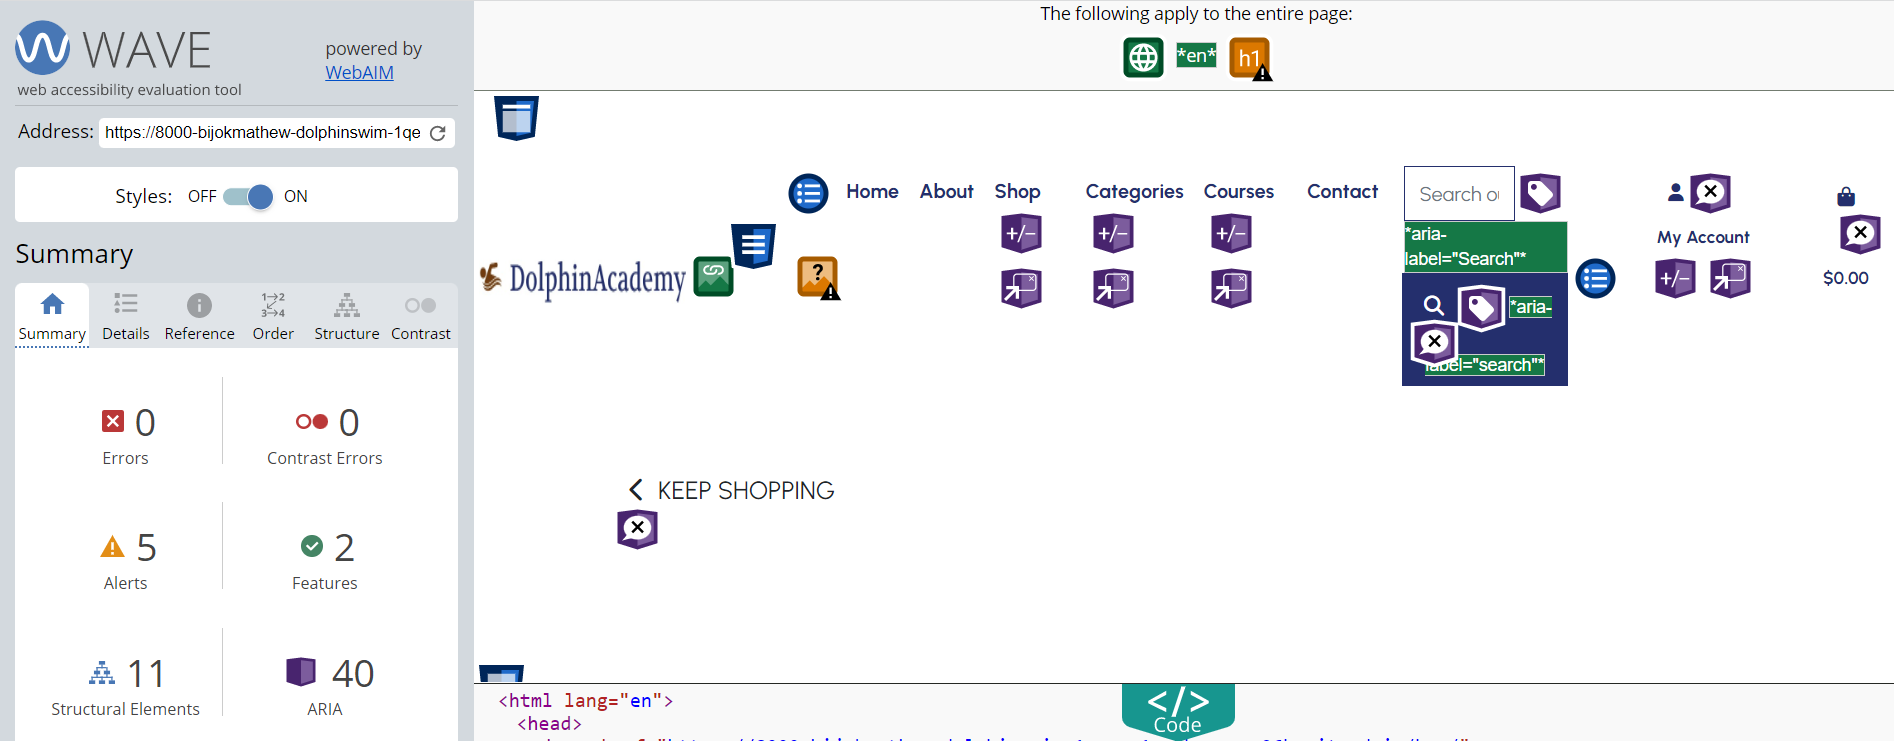 WAVE
powered by
WebAIM
web accessibility evaluation tool
Address: https://8000-bijokmathew-dolphinswim-1qe
Styles: OFF ON
Summary
Summary Details Reference Order Structure Contrast
0
Errors
0
Contrast Errors
5
Alerts
2
Features
11
Structural Elements
40
ARIA
The following apply to the entire page:
*en* h1
Home About Shop Categories Courses Contact
Search o
*aria-
label="Search"*
*aria-
label="search"*
My Account
$0.00
DolphinAcademy
KEEP SHOPPING
<html lang="en">
<head>
</>
Code